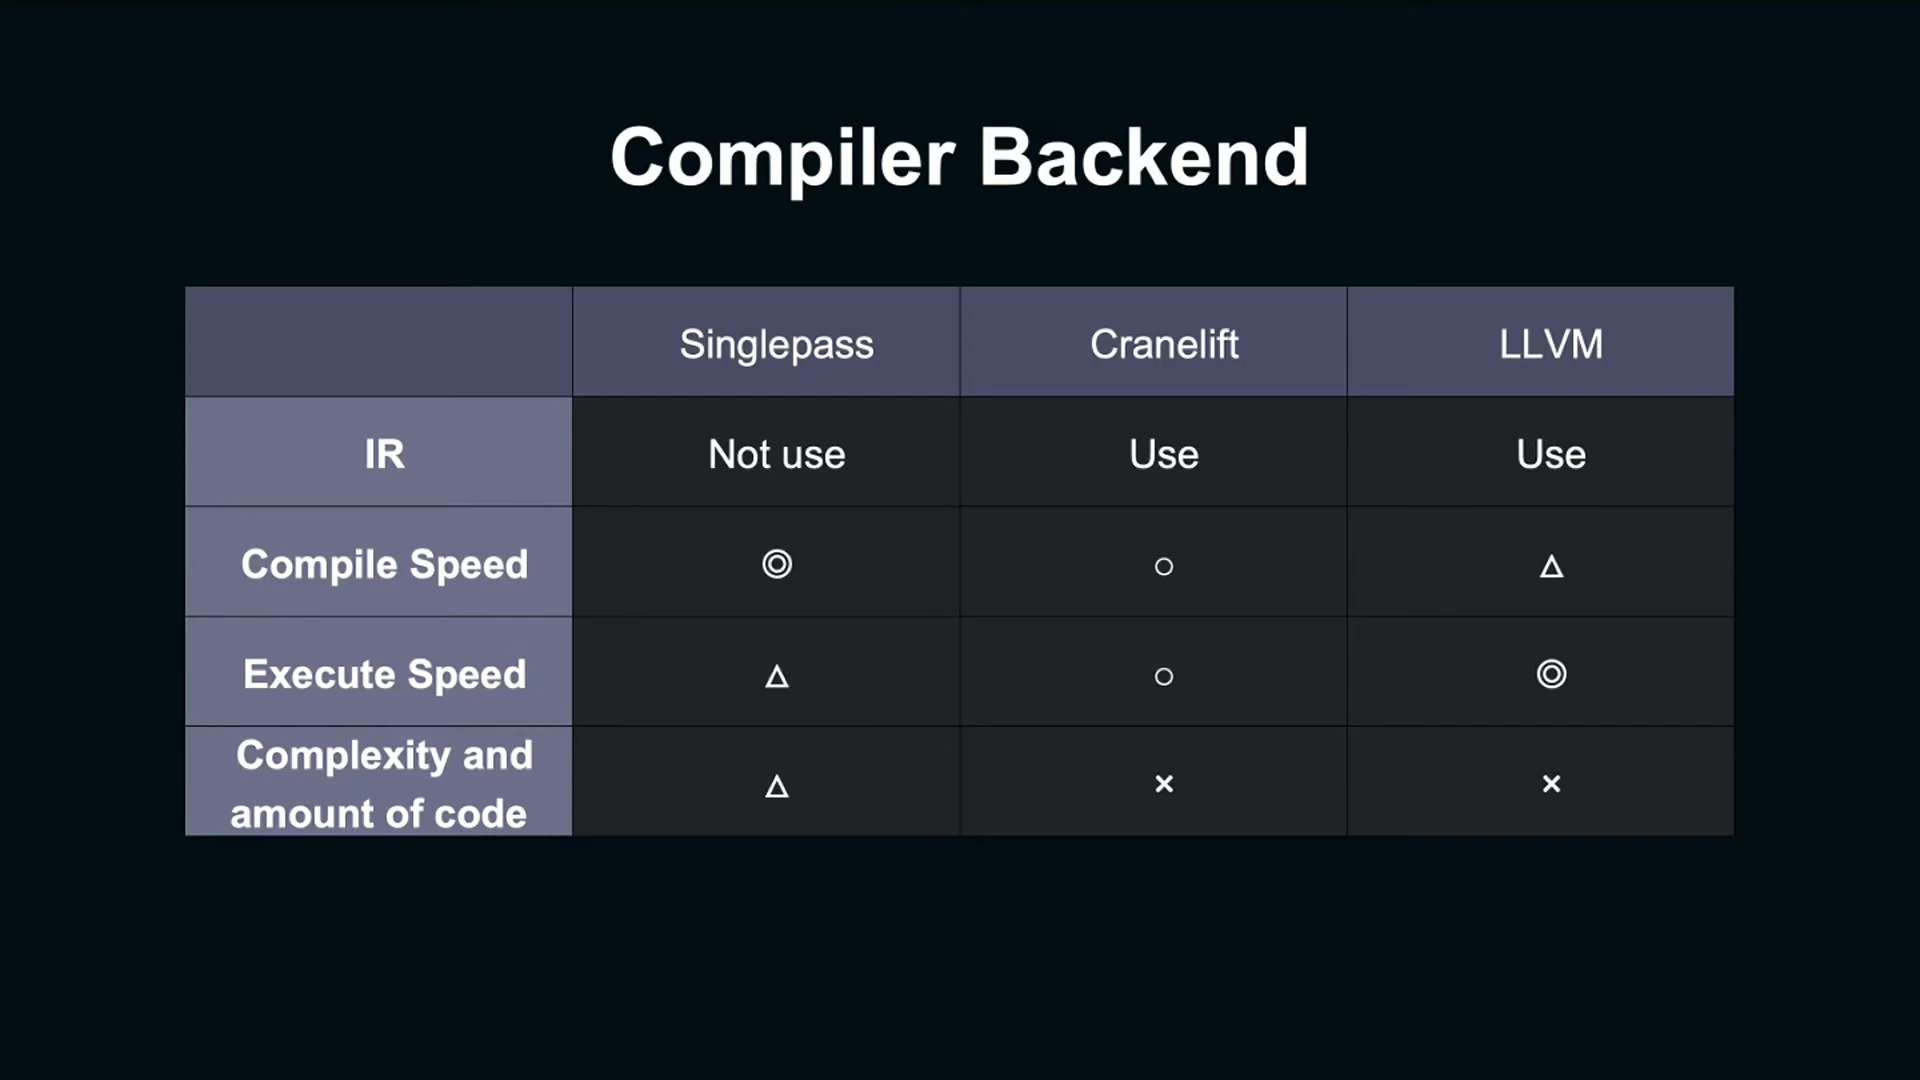 Compiler Backend
Singlepass Cranelift LLVM
IR Not use Use Use
Compile Speed ◎ ○ △
Execute Speed △ ○ ◎
Complexity and
amount of code △ × ×